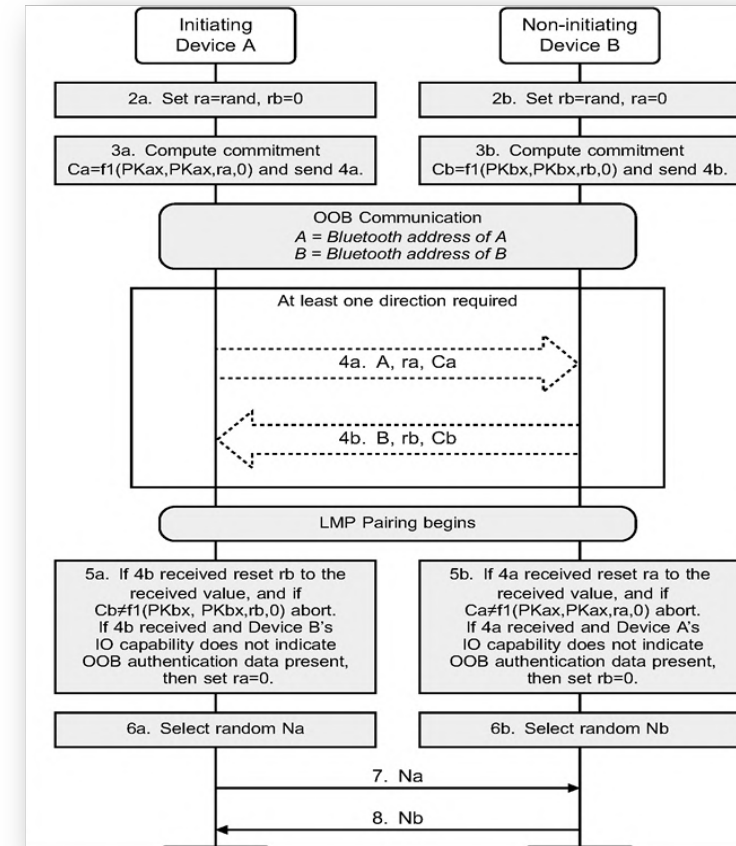 Initiating
Device A
Non-initiating
Device B
2a. Set ra=rand, rb=0
2b. Set rb=rand, ra=0
3a. Compute commitment
Ca=f1(PKax,PKax,ra,0) and send 4a.
3b. Compute commitment
Cb=f1(PKbx,PKbx,rb,0) and send 4b.
OOB Communication
A = Bluetooth address of A
B = Bluetooth address of B
At least one direction required
4a. A, ra, Ca
4b. B, rb, Cb
LMP Pairing begins
5a. If 4b received reset rb to the
received value, and if
Cb≠f1(PKbx, PKbx,rb,0) abort.
If 4b received and Device B's
IO capability does not indicate
OOB authentication data present,
then set ra=0.
5b. If 4a received reset ra to the
received value, and if
Ca≠f1(PKax,PKax,ra,0) abort.
If 4a received and Device A's
IO capability does not indicate
OOB authentication data present,
then set rb=0.
6a. Select random Na
6b. Select random Nb
7. Na
8. Nb